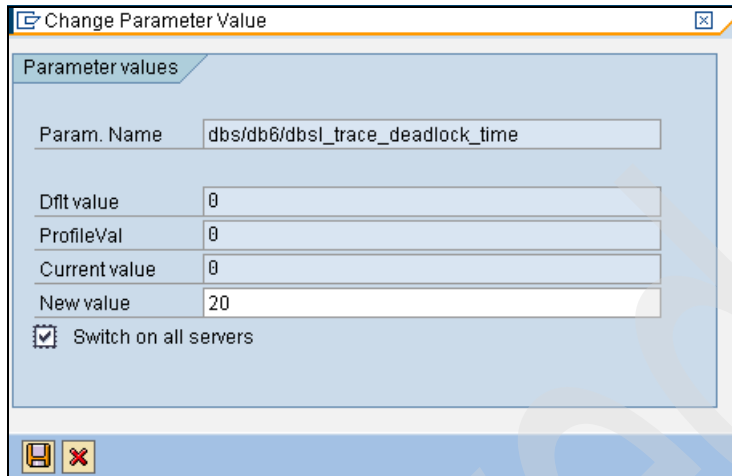 Change Parameter Value
Parameter values
Param. Name dbs/db6/dbsl_trace_deadlock_time
Dflt value 0
ProfileVal 0
Current value 0
New value 20
Switch on all servers